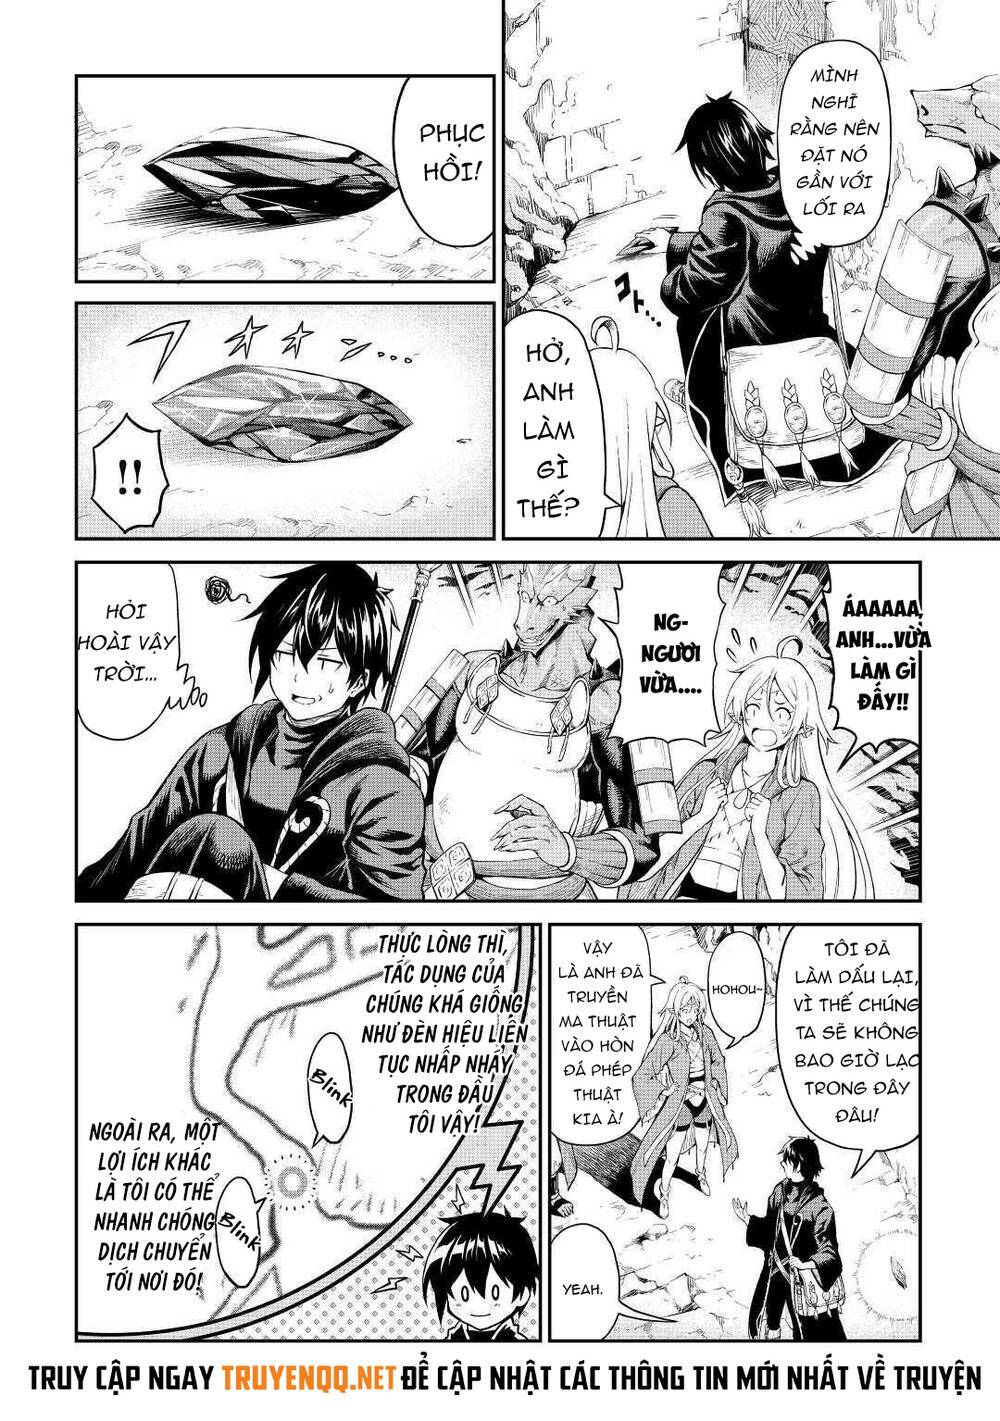 MÌNH
NGHĨ
RẰNG NÊN
ĐẶT NÓ
GẦN VỚI
LỐI RA
コト...
HỞ,
ANH
LÀM
GÌ
THẾ?
PHỤC
HỒI!
フオオン...
!!
ÁAAAAA,
ANH...VỪA
LÀM GÌ
ĐẤY!!
NG-
NGƯƠI
VỪA....
HỎI
HOÀI VẬY
TRỜI...
TÔI ĐÃ
LÀM DẤU LẠI,
VÌ THẾ CHÚNG
TA SẼ KHÔNG
BAO GIỜ LẠC
TRONG ĐÂY
ĐÂU!
HOHOU~
VẬY
LÀ ANH ĐÃ
TRUYỀN
MA THUẬT
VÀO HÒN
ĐÁ PHÉP
THUẬT
KIA À!
YEAH.
THỰC LÒNG THÌ,
TÁC DỤNG CỦA
CHÚNG KHÁ GIỐNG
NHƯ ĐÈN HIỆU LIÊN
TỤC NHẤP NHÁY
TRONG ĐẦU
TÔI VẬY!
Blink
NGOÀI RA, MỘT
LỢI ÍCH KHÁC
LÀ TÔI CÓ THỂ
NHANH CHÓNG
DỊCH CHUYỂN
TỚI NƠI ĐÓ!
Blink
TRUY CẬP NGAY TRUYENQQ.NET ĐỂ CẬP NHẬT CÁC THÔNG TIN MỚI NHẤT VỀ TRUYỆN